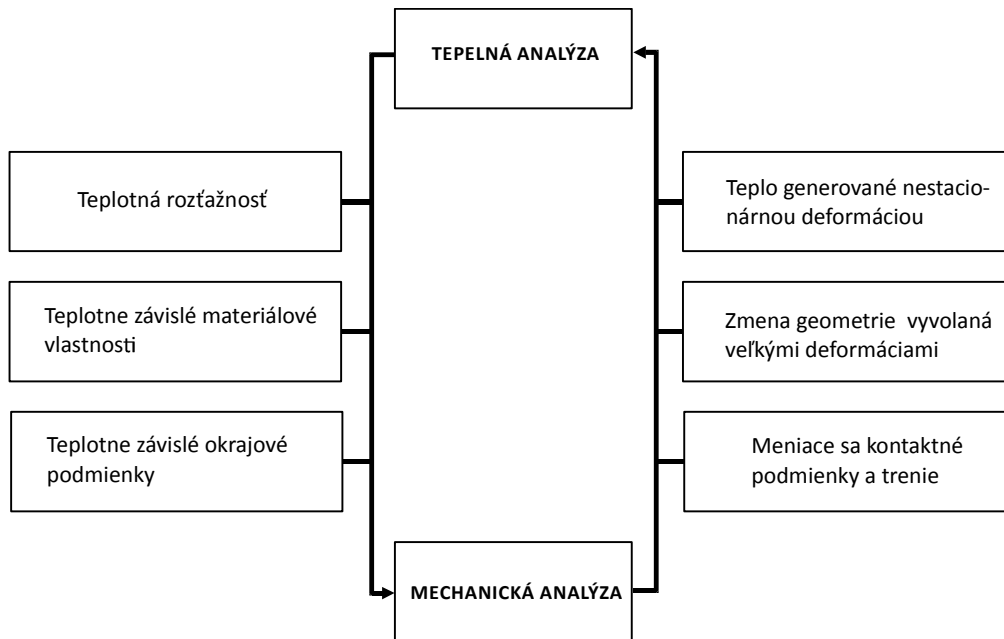 TEPELNÁ ANALÝZA
Teplotná rozťažnosť
Teplotne závislé materiálové
vlastnosti
Teplotne závislé okrajové
podmienky
Teplo generované nestacio-
nárnou deformáciou
Zmena geometrie vyvolaná
veľkými deformáciami
Meniace sa kontaktné
podmienky a trenie
MECHANICKÁ ANALÝZA